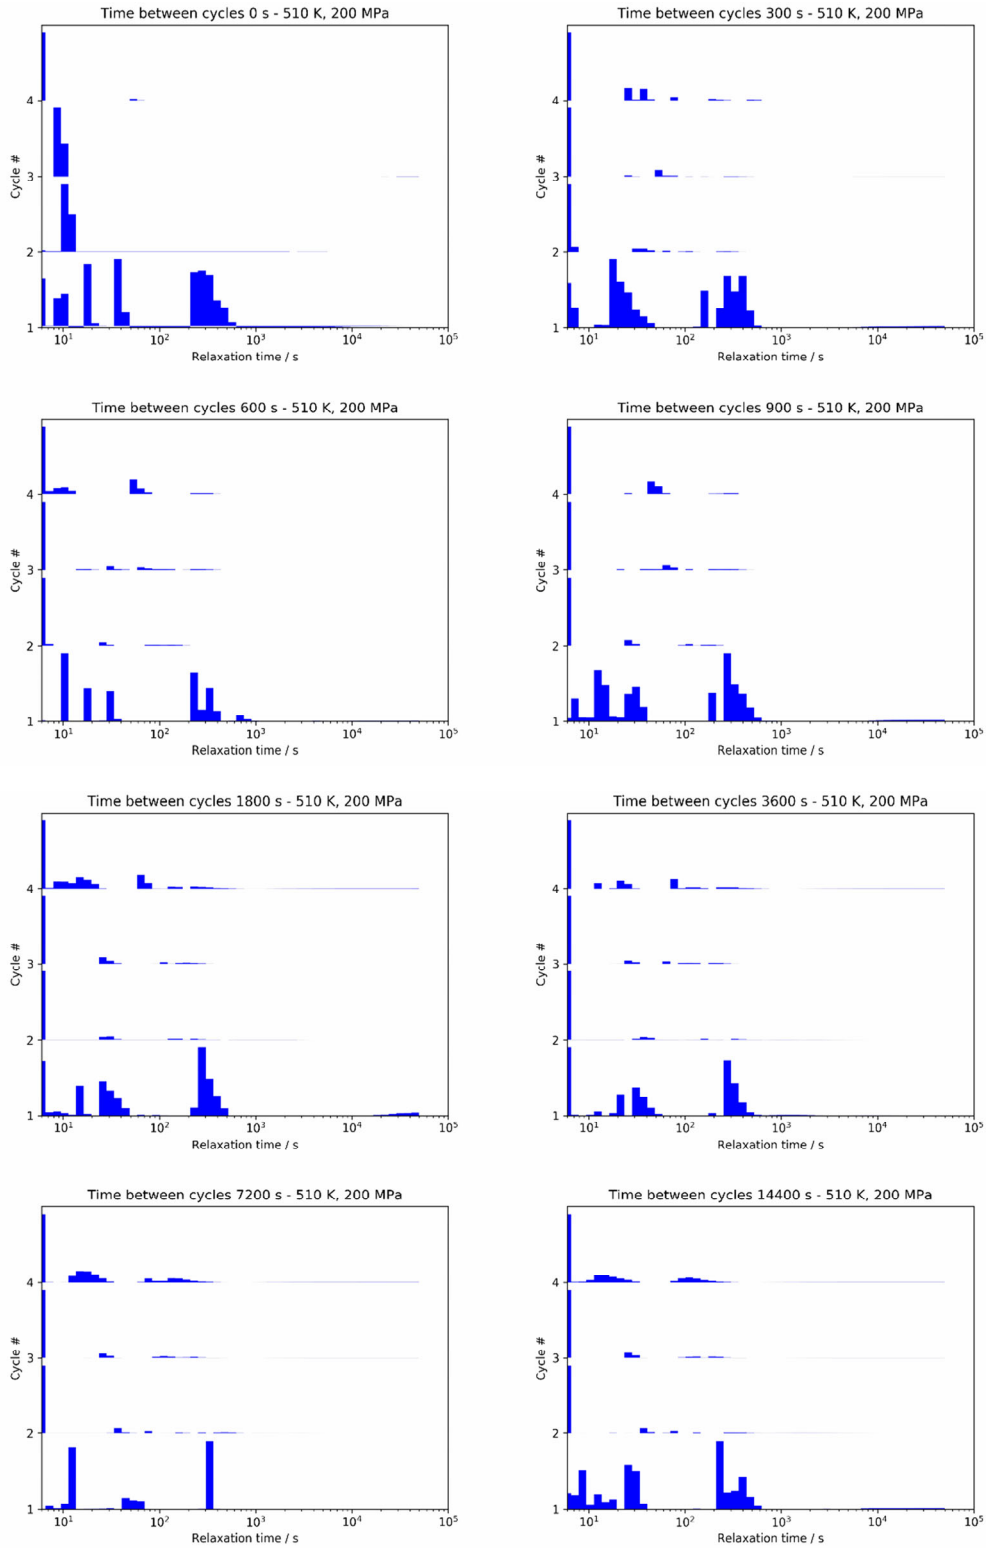 Time between cycles 0 s - 510 K, 200 MPa
Cycle #
4
3
2
1
10¹ 10² 10³ 10⁴ 10⁵
Relaxation time / s
Time between cycles 300 s - 510 K, 200 MPa
Cycle #
4
3
2
1
10¹ 10² 10³ 10⁴ 10⁵
Relaxation time / s
Time between cycles 600 s - 510 K, 200 MPa
Cycle #
4
3
2
1
10¹ 10² 10³ 10⁴ 10⁵
Relaxation time / s
Time between cycles 900 s - 510 K, 200 MPa
Cycle #
4
3
2
1
10¹ 10² 10³ 10⁴ 10⁵
Relaxation time / s
Time between cycles 1800 s - 510 K, 200 MPa
Cycle #
4
3
2
1
10¹ 10² 10³ 10⁴ 10⁵
Relaxation time / s
Time between cycles 3600 s - 510 K, 200 MPa
Cycle #
4
3
2
1
10¹ 10² 10³ 10⁴ 10⁵
Relaxation time / s
Time between cycles 7200 s - 510 K, 200 MPa
Cycle #
4
3
2
1
10¹ 10² 10³ 10⁴ 10⁵
Relaxation time / s
Time between cycles 14400 s - 510 K, 200 MPa
Cycle #
4
3
2
1
10¹ 10² 10³ 10⁴ 10⁵
Relaxation time / s